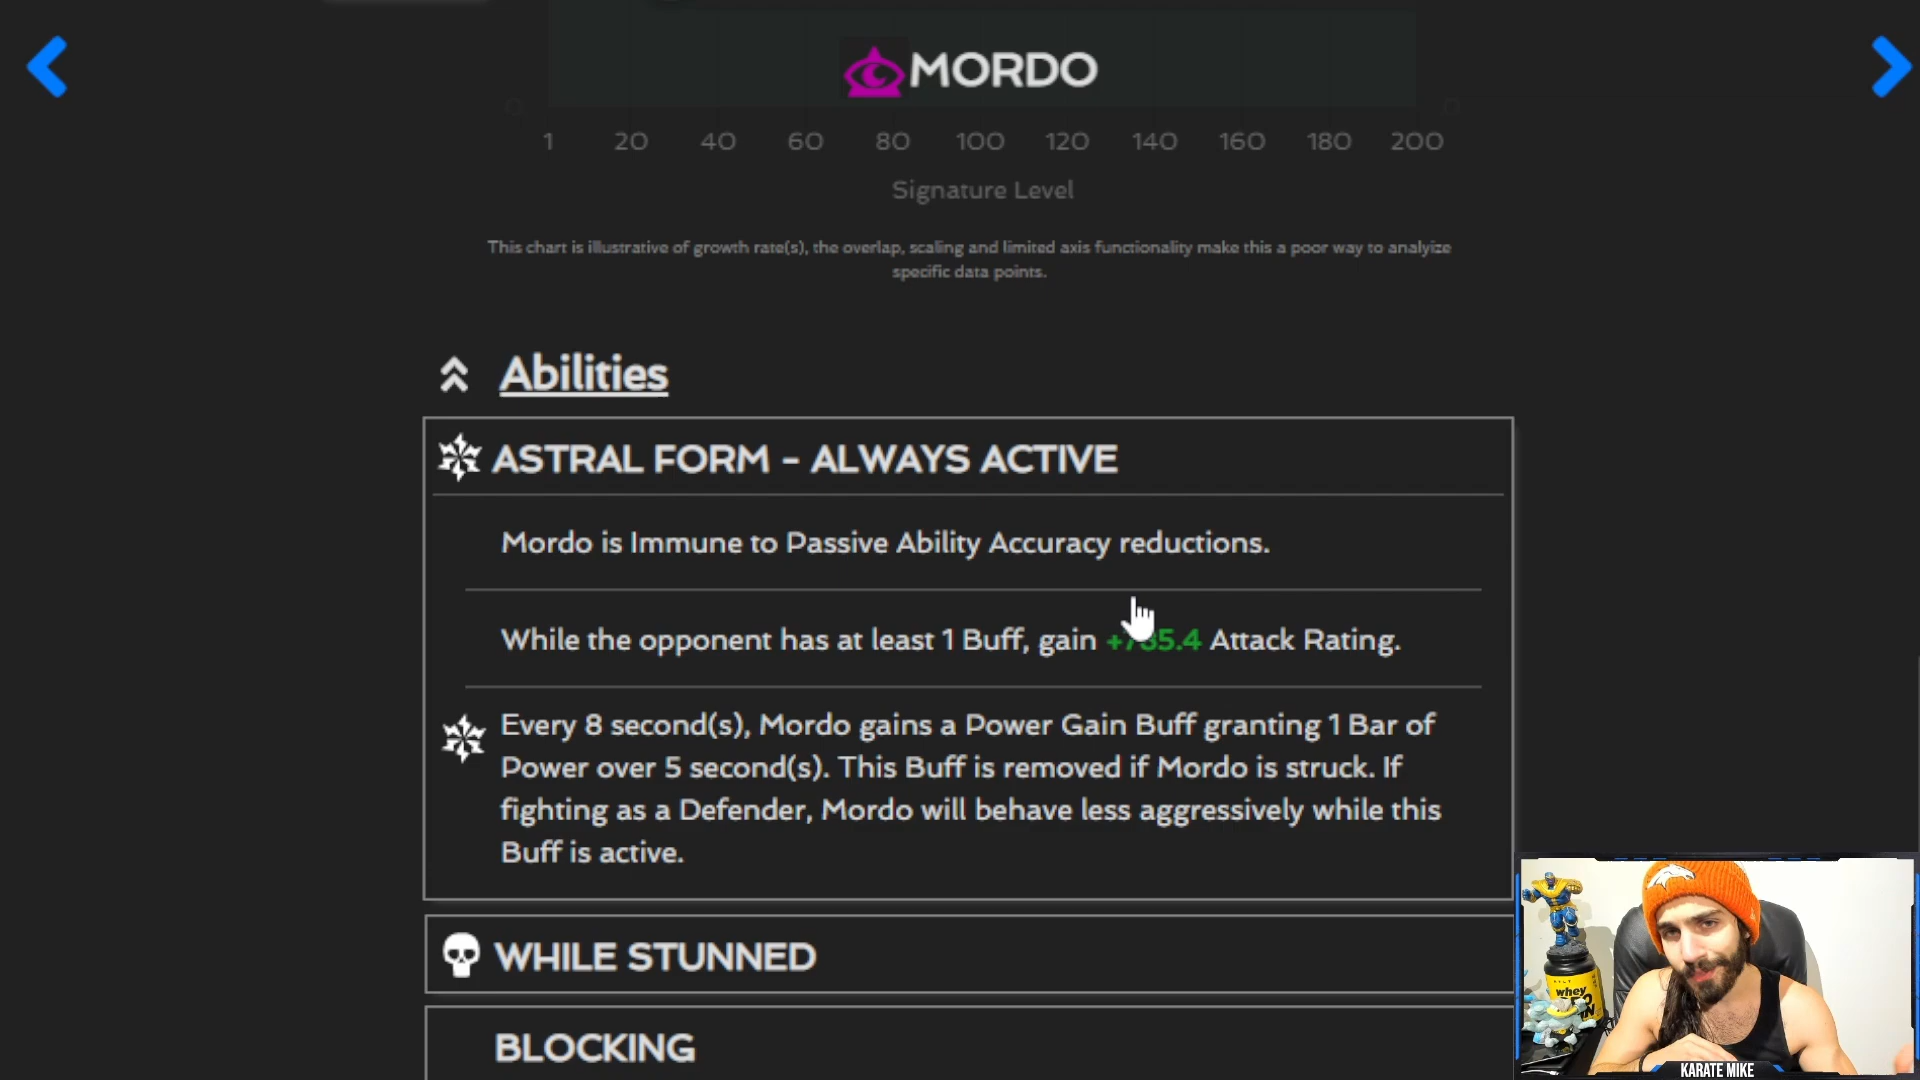 MORDO
1 20 40 60 80 100 120 140 160 180 200
Signature Level
This chart is illustrative of growth rate(s), the overlap, scaling and limited axis functionality make this a poor way to analyize
specific data points.
Abilities
ASTRAL FORM - ALWAYS ACTIVE
Mordo is Immune to Passive Ability Accuracy reductions.
While the opponent has at least 1 Buff, gain Attack Rating.
Every 8 second(s), Mordo gains a Power Gain Buff granting 1 Bar of
Power over 5 second(s). This Buff is removed if Mordo is struck. If
fighting as a Defender, Mordo will behave less aggressively while this
Buff is active.
WHILE STUNNED
BLOCKING
whey
KARATE MIKE